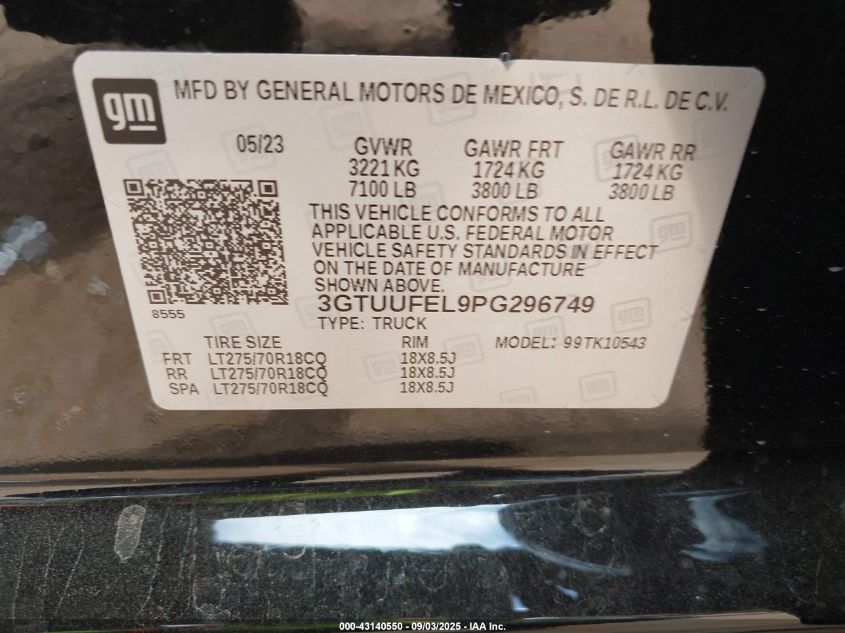 gm
MFD BY GENERAL MOTORS DE MEXICO, S. DE R.L. DE C.V.
05/23 GVWR GAWR FRT GAWR RR
3221 KG 1724 KG 1724 KG
7100 LB 3800 LB 3800 LB
THIS VEHICLE CONFORMS TO ALL
APPLICABLE U.S. FEDERAL MOTOR
VEHICLE SAFETY STANDARDS IN EFFECT
ON THE DATE OF MANUFACTURE
SHOWN ABOVE.
8555
3GTUUFEL9PG296749
TYPE: TRUCK
TIRE SIZE RIM MODEL: 99TK10543
FRT LT275/70R18CQ 18X8.5J
RR LT275/70R18CQ 18X8.5J
SPA LT275/70R18CQ 18X8.5J
000-43140550 - 09/03/2025 - IAA Inc.